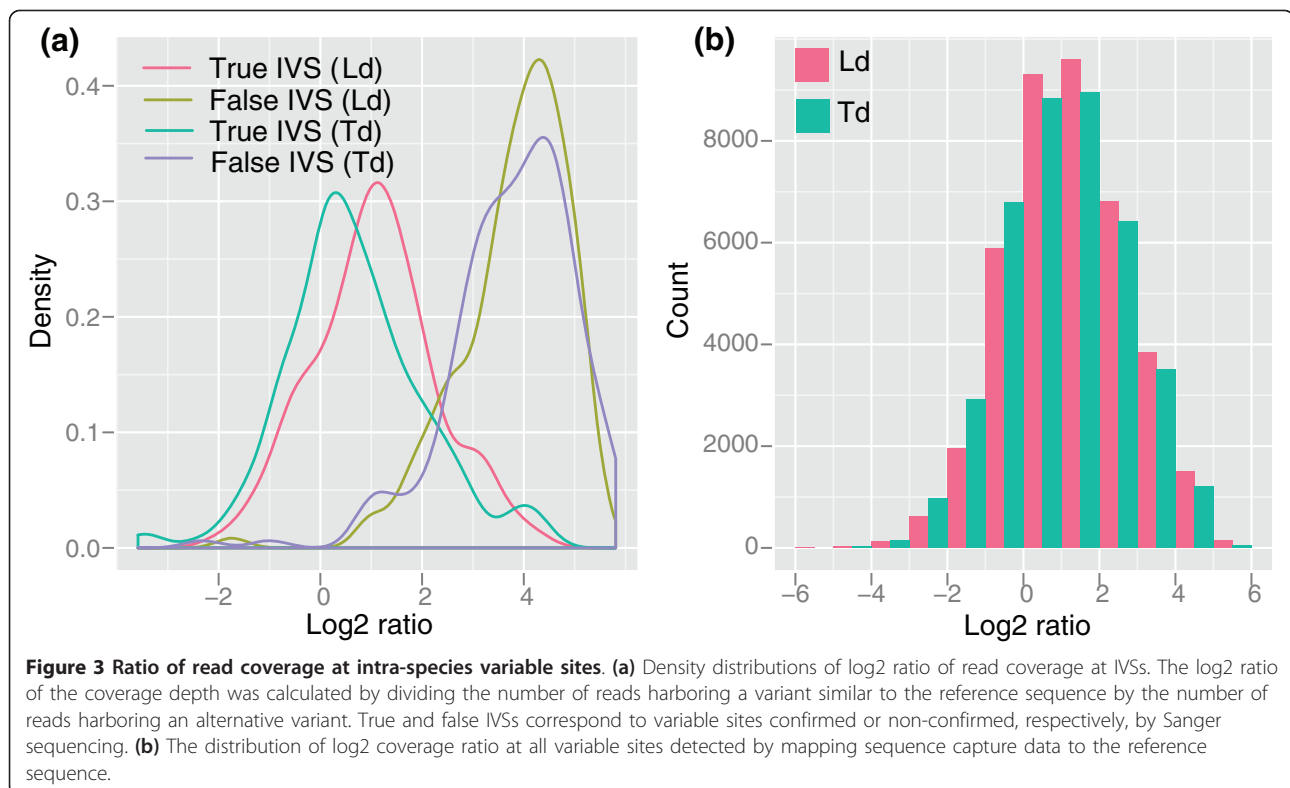 (a)
True IVS (Ld)
False IVS (Ld)
True IVS (Td)
False IVS (Td)
0.4
0.3
0.2
0.1
0.0
Density
−2
0
2
4
Log2 ratio
(b)
Ld
Td
8000
6000
4000
2000
0
Count
−6
−4
−2
0
2
4
6
Log2 ratio
Figure 3 Ratio of read coverage at intra-species variable sites. (a) Density distributions of log2 ratio of read coverage at IVSs. The log2 ratio
of the coverage depth was calculated by dividing the number of reads harboring a variant similar to the reference sequence by the number of
reads harboring an alternative variant. True and false IVSs correspond to variable sites confirmed or non-confirmed, respectively, by Sanger
sequencing. (b) The distribution of log2 coverage ratio at all variable sites detected by mapping sequence capture data to the reference
sequence.